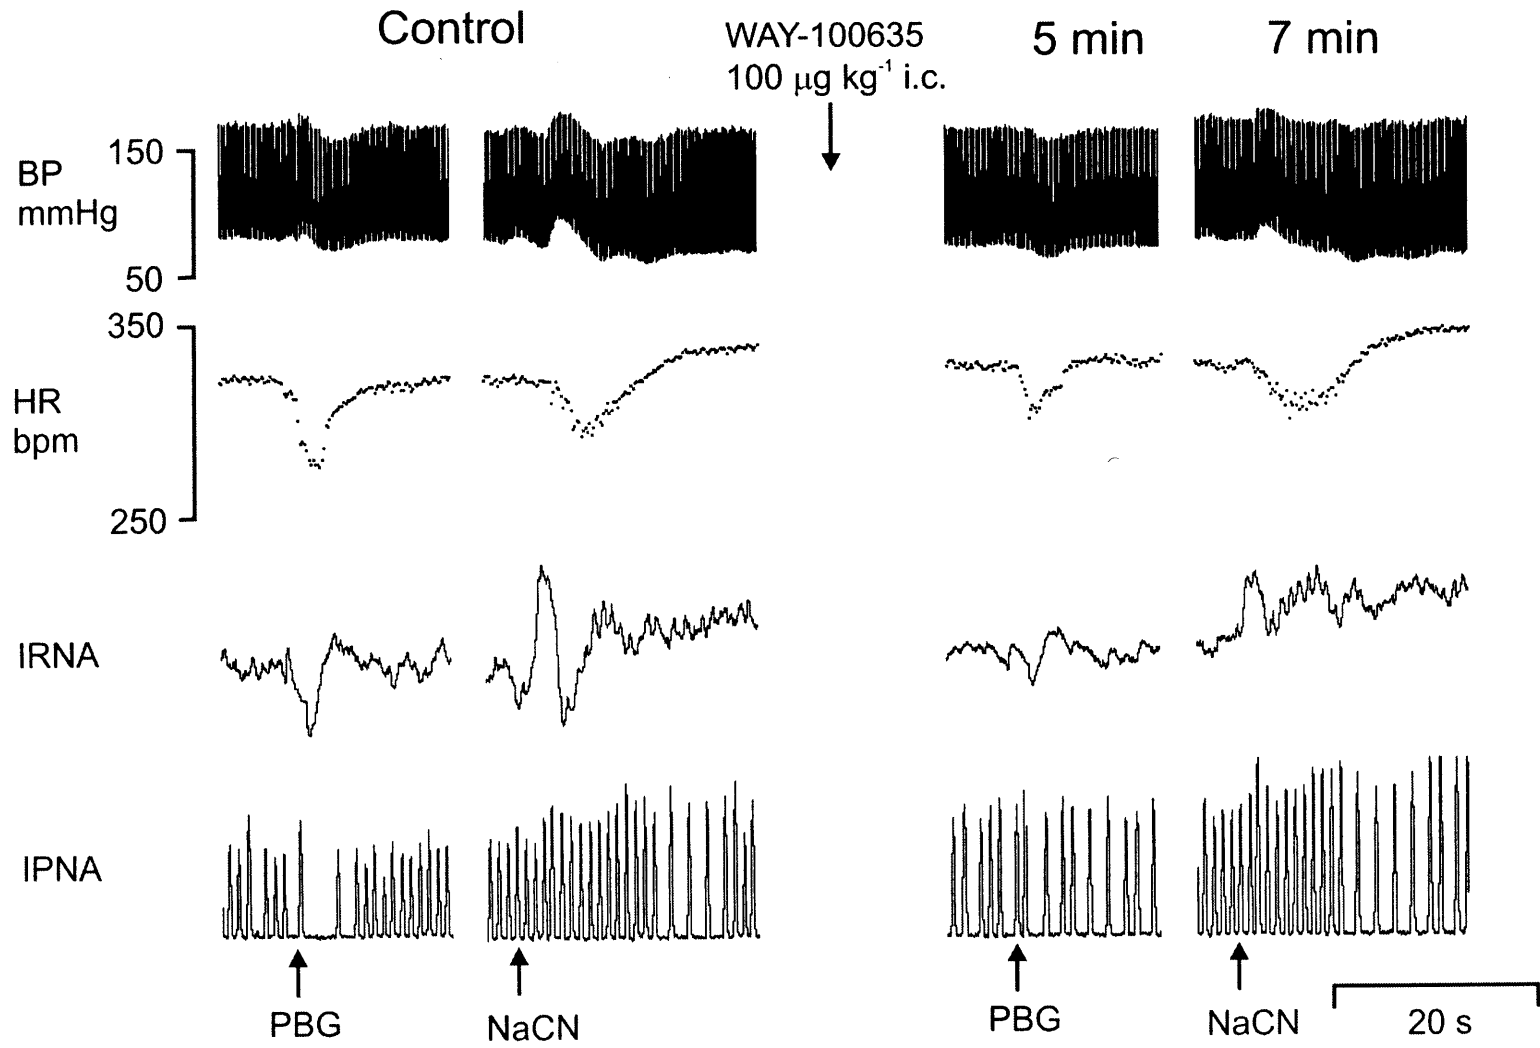 Control
WAY-100635
100 μg kg⁻¹ i.c.
5 min
7 min
BP
mmHg
150
50
HR
bpm
350
250
IRNA
IPNA
PBG
NaCN
PBG
NaCN
20 s